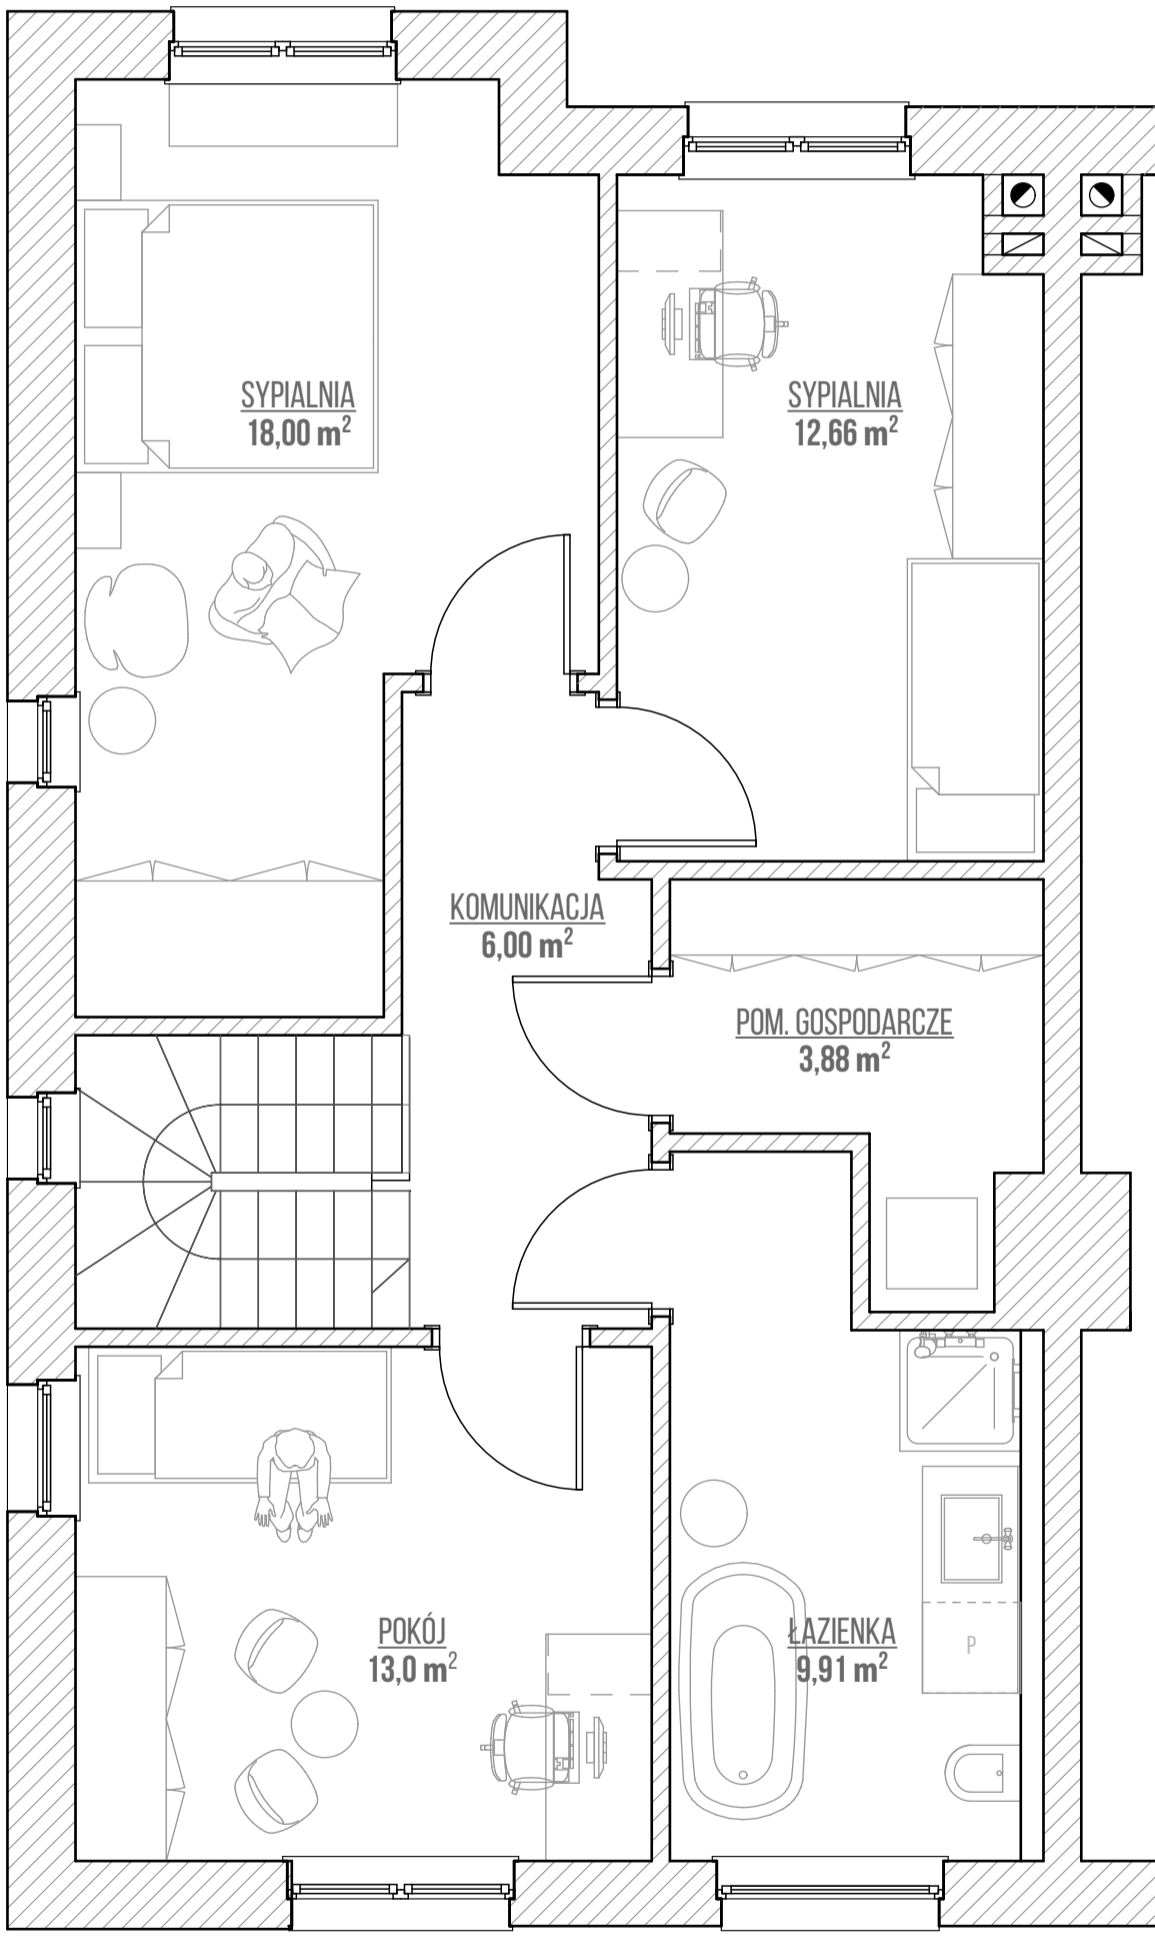 SYPIALNIA
18,00 m²
SYPIALNIA
12,66 m²
KOMUNIKACJA
6,00 m²
POM. GOSPODARCZE
3,88 m²
POKÓJ
13,0 m²
ŁAZIENKA
9,91 m²
P